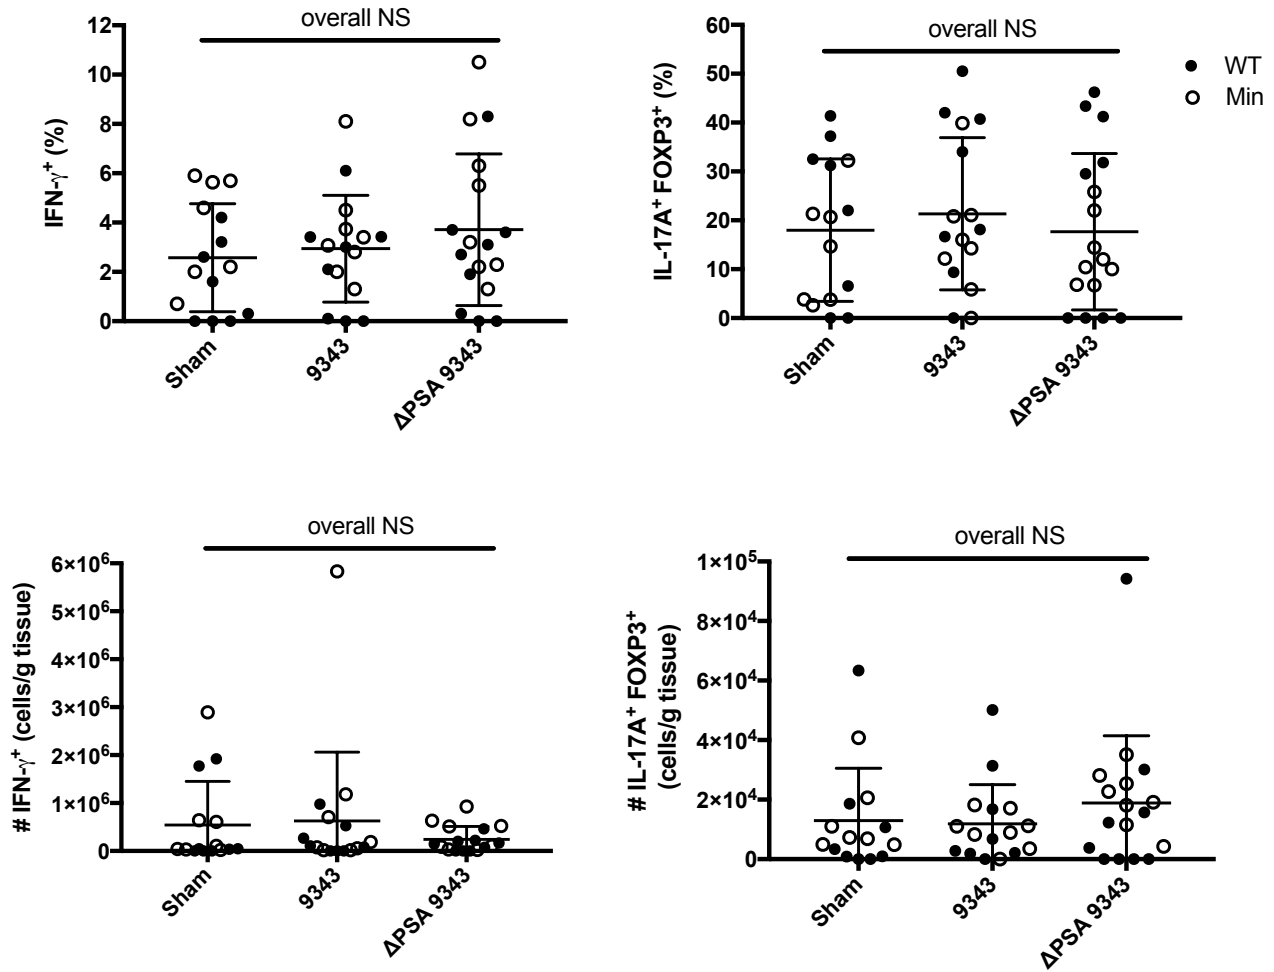 overall NS
12
10
8
6
4
2
0
IFN-γ⁺ (%)
Sham
9343
ΔPSA 9343
overall NS
60
50
40
30
20
10
0
IL-17A⁺ FOXP3⁺ (%)
Sham
9343
ΔPSA 9343
WT
Min
overall NS
6×10⁶
5×10⁶
4×10⁶
3×10⁶
2×10⁶
1×10⁶
0
# IFN-γ⁺ (cells/g tissue)
Sham
9343
ΔPSA 9343
overall NS
1×10⁵
8×10⁴
6×10⁴
4×10⁴
2×10⁴
0
# IL-17A⁺ FOXP3⁺
(cells/g tissue)
Sham
9343
ΔPSA 9343